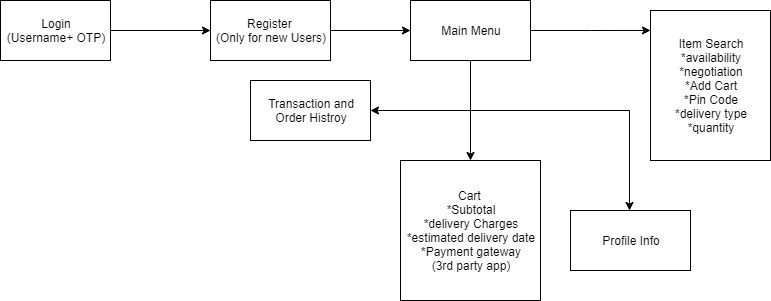 Login
(Username+ OTP)
Register
(Only for new Users)
Main Menu
Item Search
*availability
*negotiation
*Add Cart
*Pin Code
*delivery type
*quantity
Transaction and
Order Histroy
Cart
*Subtotal
*delivery Charges
*estimated delivery date
*Payment gateway
(3rd party app)
Profile Info